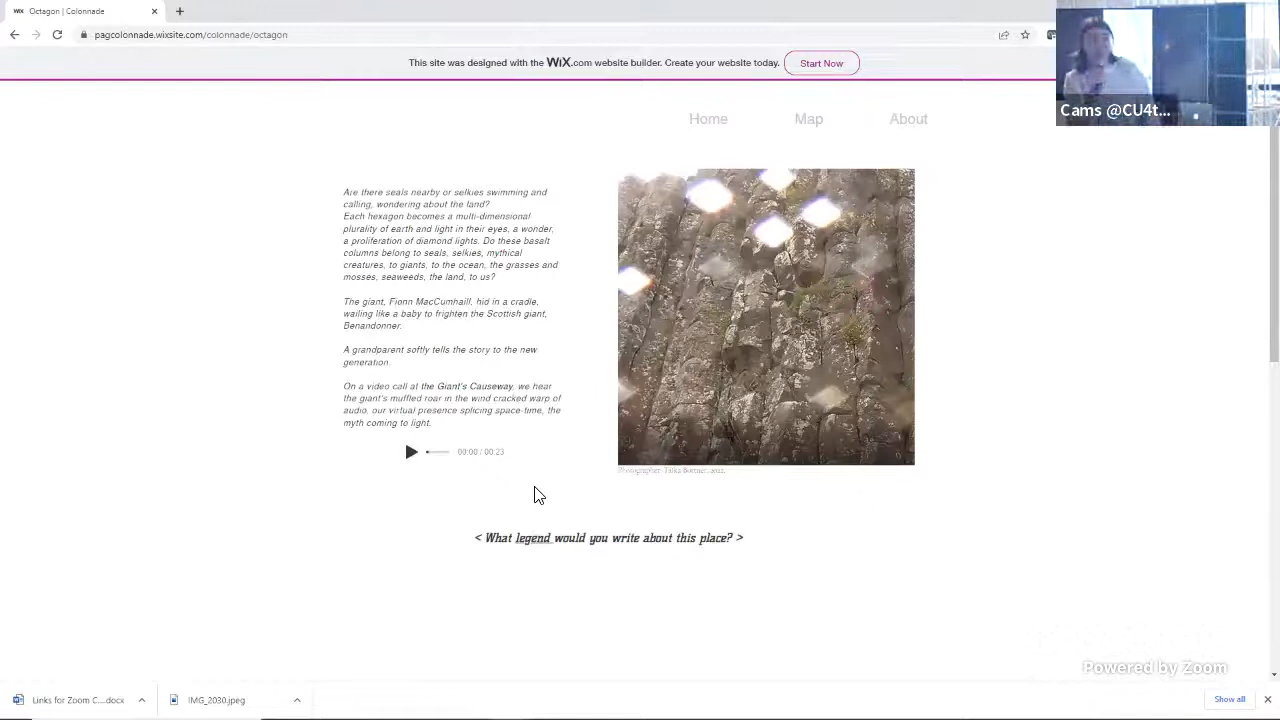 WiX Octagon | Colonnade
pagcolonnade.wixsite.com/colonnade/octagon
This site was designed with the WiX.com website builder. Create your website today. Start Now
Cams @CU4t...
Home Map About
Are there seals nearby or selkies swimming and
calling, wondering about the land?
Each hexagon becomes a multi-dimensional
plurality of earth and light in their eyes, a wonder,
a proliferation of diamond lights. Do these basalt
columns belong to seals, selkies, mythical
creatures, to giants, to the ocean, the grasses and
mosses, seaweeds, the land, to us?
The giant, Fionn MacCumhaill, hid in a cradle,
wailing like a baby to frighten the Scottish giant,
Benandonner.
A grandparent softly tells the story to the new
generation.
On a video call at the Giant's Causeway, we hear
the giant's muffled roar in the wind cracked warp of
audio, our virtual presence splicing space-time, the
myth coming to light.
00:00 / 00:23
Photographer:
< What legend would you write about this place? >
Powered by Zoom
Links for Zoom C....docx
IMG_2030.jpeg
Show all